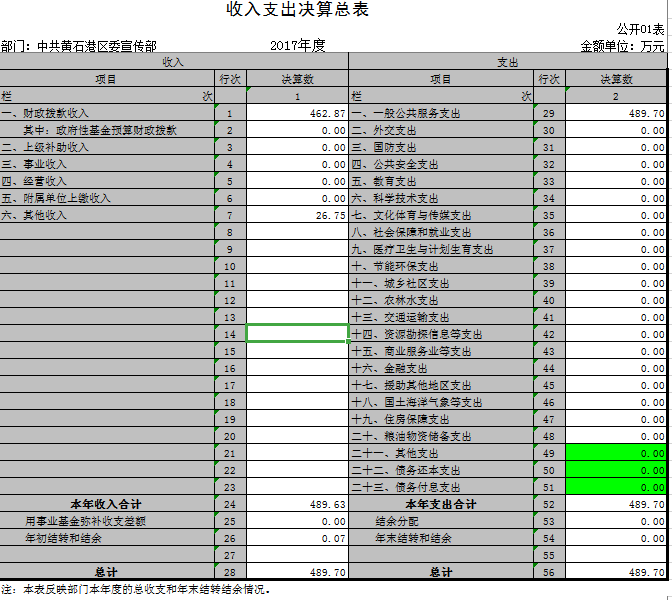 收入支出决算总表
公开01表
部门：中共黄石港区委宣传部 2017年度 金额单位：万元
收入 支出
项目 行次 决算数 项目 行次 决算数
栏 次 1 栏 次 2
一、财政拨款收入 1 462.87 一、一般公共服务支出 29 489.70
其中：政府性基金预算财政拨款 2 0.00 二、外交支出 30 0.00
二、上级补助收入 3 0.00 三、国防支出 31 0.00
三、事业收入 4 0.00 四、公共安全支出 32 0.00
四、经营收入 5 0.00 五、教育支出 33 0.00
五、附属单位上缴收入 6 0.00 六、科学技术支出 34 0.00
六、其他收入 7 26.75 七、文化体育与传媒支出 35 0.00
8 八、社会保障和就业支出 36 0.00
9 九、医疗卫生与计划生育支出 37 0.00
10 十、节能环保支出 38 0.00
11 十一、城乡社区支出 39 0.00
12 十二、农林水支出 40 0.00
13 十三、交通运输支出 41 0.00
14 十四、资源勘探信息等支出 42 0.00
15 十五、商业服务业等支出 43 0.00
16 十六、金融支出 44 0.00
17 十七、援助其他地区支出 45 0.00
18 十八、国土海洋气象等支出 46 0.00
19 十九、住房保障支出 47 0.00
20 二十、粮油物资储备支出 48 0.00
21 二十一、其他支出 49 0.00
22 二十二、债务还本支出 50 0.00
23 二十三、债务付息支出 51 0.00
本年收入合计 24 489.63 本年支出合计 52 489.70
用事业基金弥补收支差额 25 0.00 结余分配 53 0.00
年初结转和结余 26 0.07 年末结转和结余 54 0.00
27 55
总计 28 489.70 总计 56 489.70
注：本表反映部门本年度的总收支和年末结转结余情况。